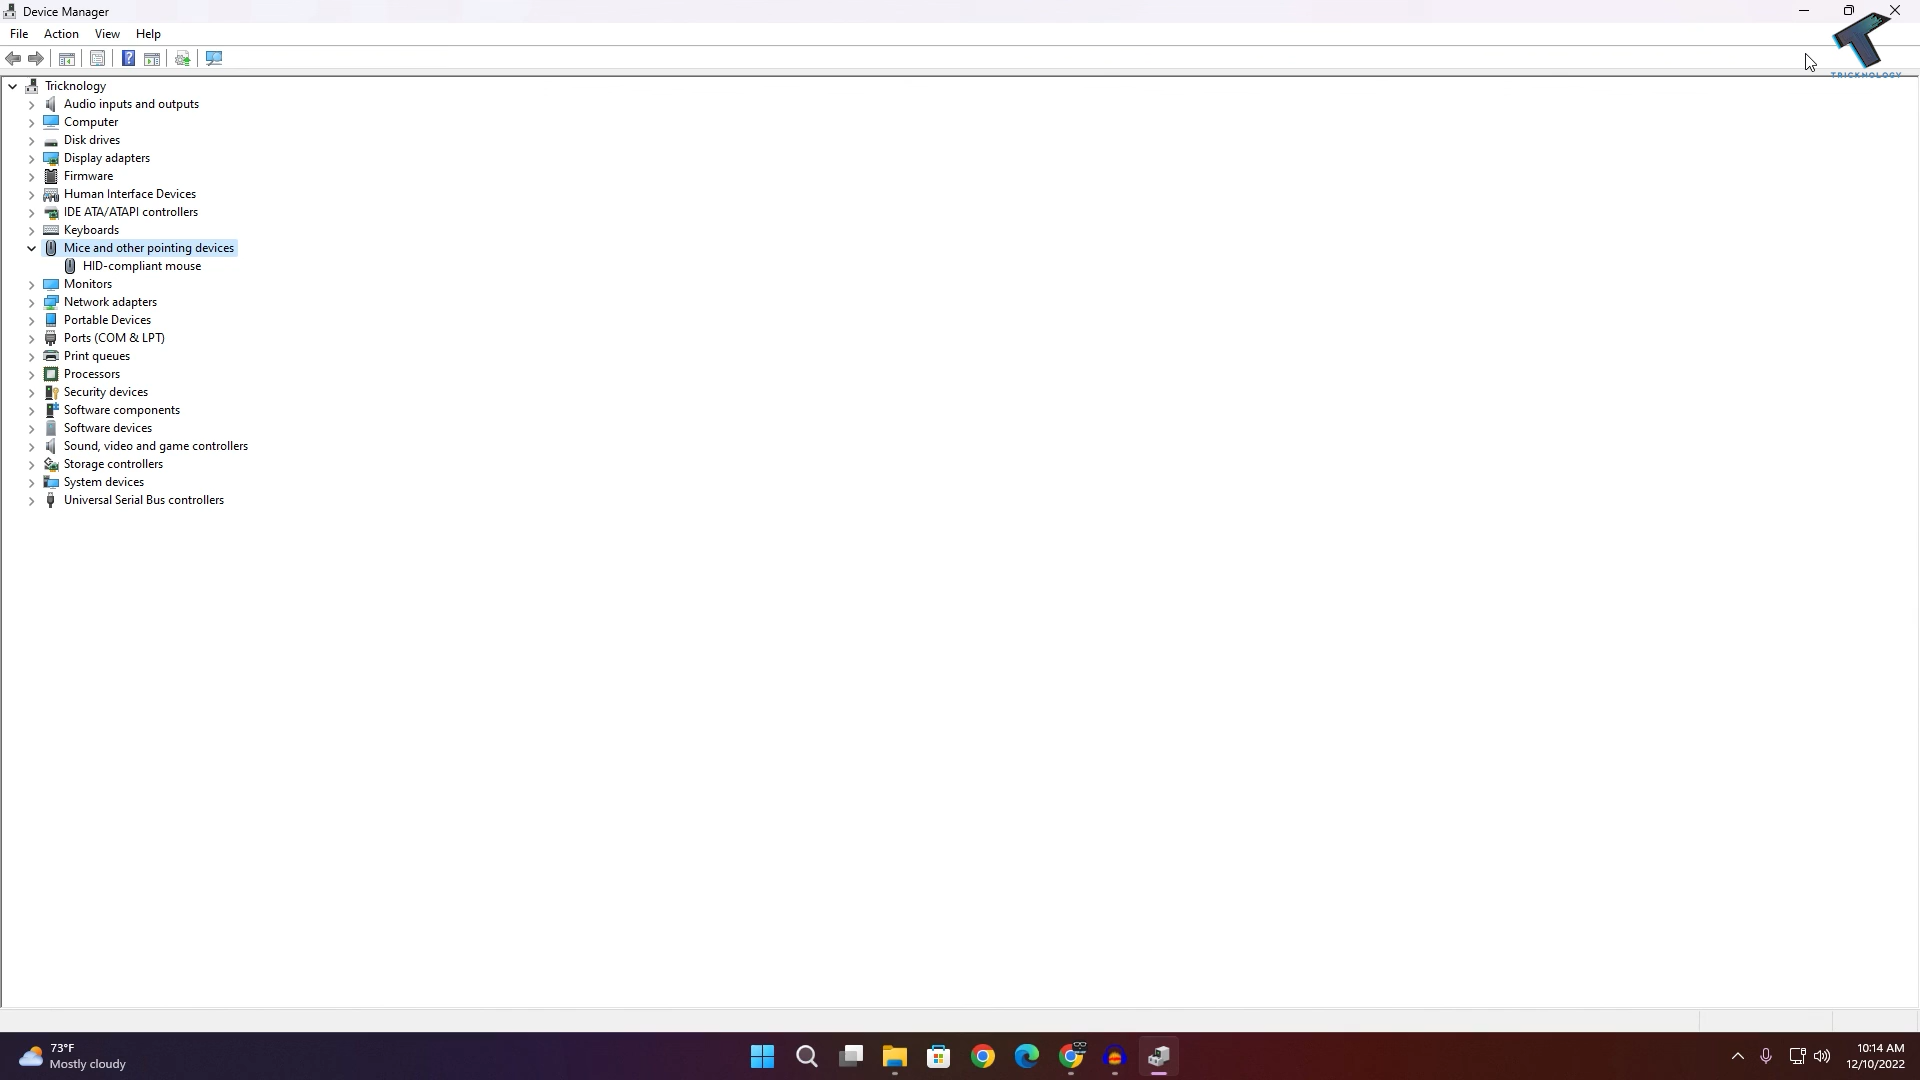 Device Manager
File Action View Help
TRICKNOLOGY
Tricknology
Audio inputs and outputs
Computer
Disk drives
Display adapters
Firmware
Human Interface Devices
IDE ATA/ATAPI controllers
Keyboards
Mice and other pointing devices
HID-compliant mouse
Monitors
Network adapters
Portable Devices
Ports (COM & LPT)
Print queues
Processors
Security devices
Software components
Software devices
Sound, video and game controllers
Storage controllers
System devices
Universal Serial Bus controllers
73°F
Mostly cloudy
10:14 AM
12/10/2022